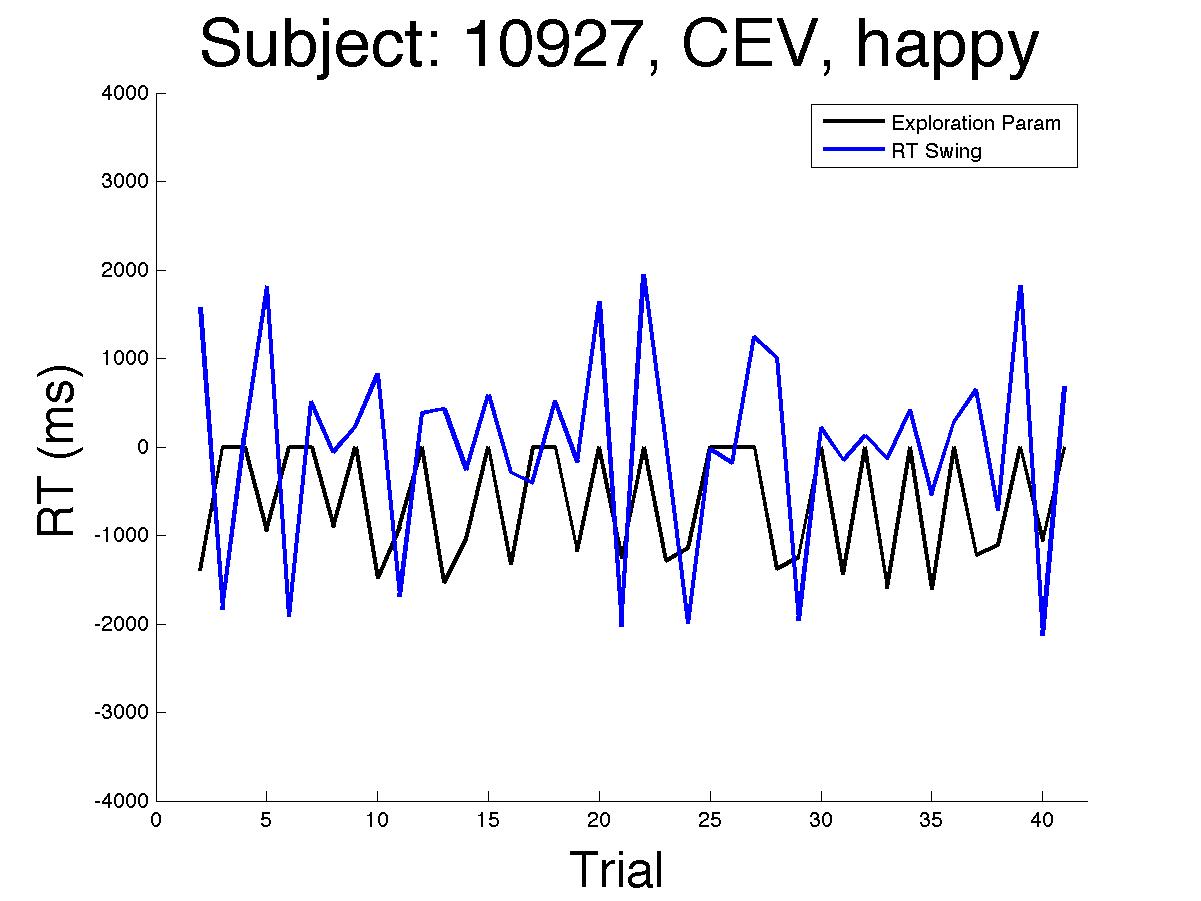 Subject: 10927, CEV, happy
4000
3000
2000
1000
0
-1000
-2000
-3000
-4000
RT (ms)
Exploration Param
RT Swing
0 5 10 15 20 25 30 35 40
Trial